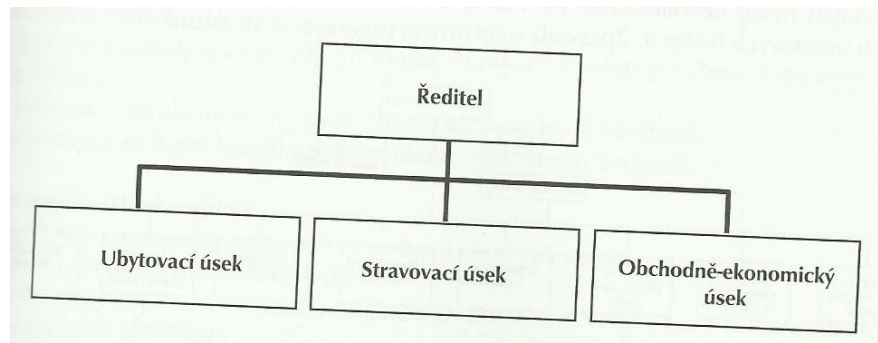 Ředitel
Ubytovací úsek
Stravovací úsek
Obchodně-ekonomický
úsek